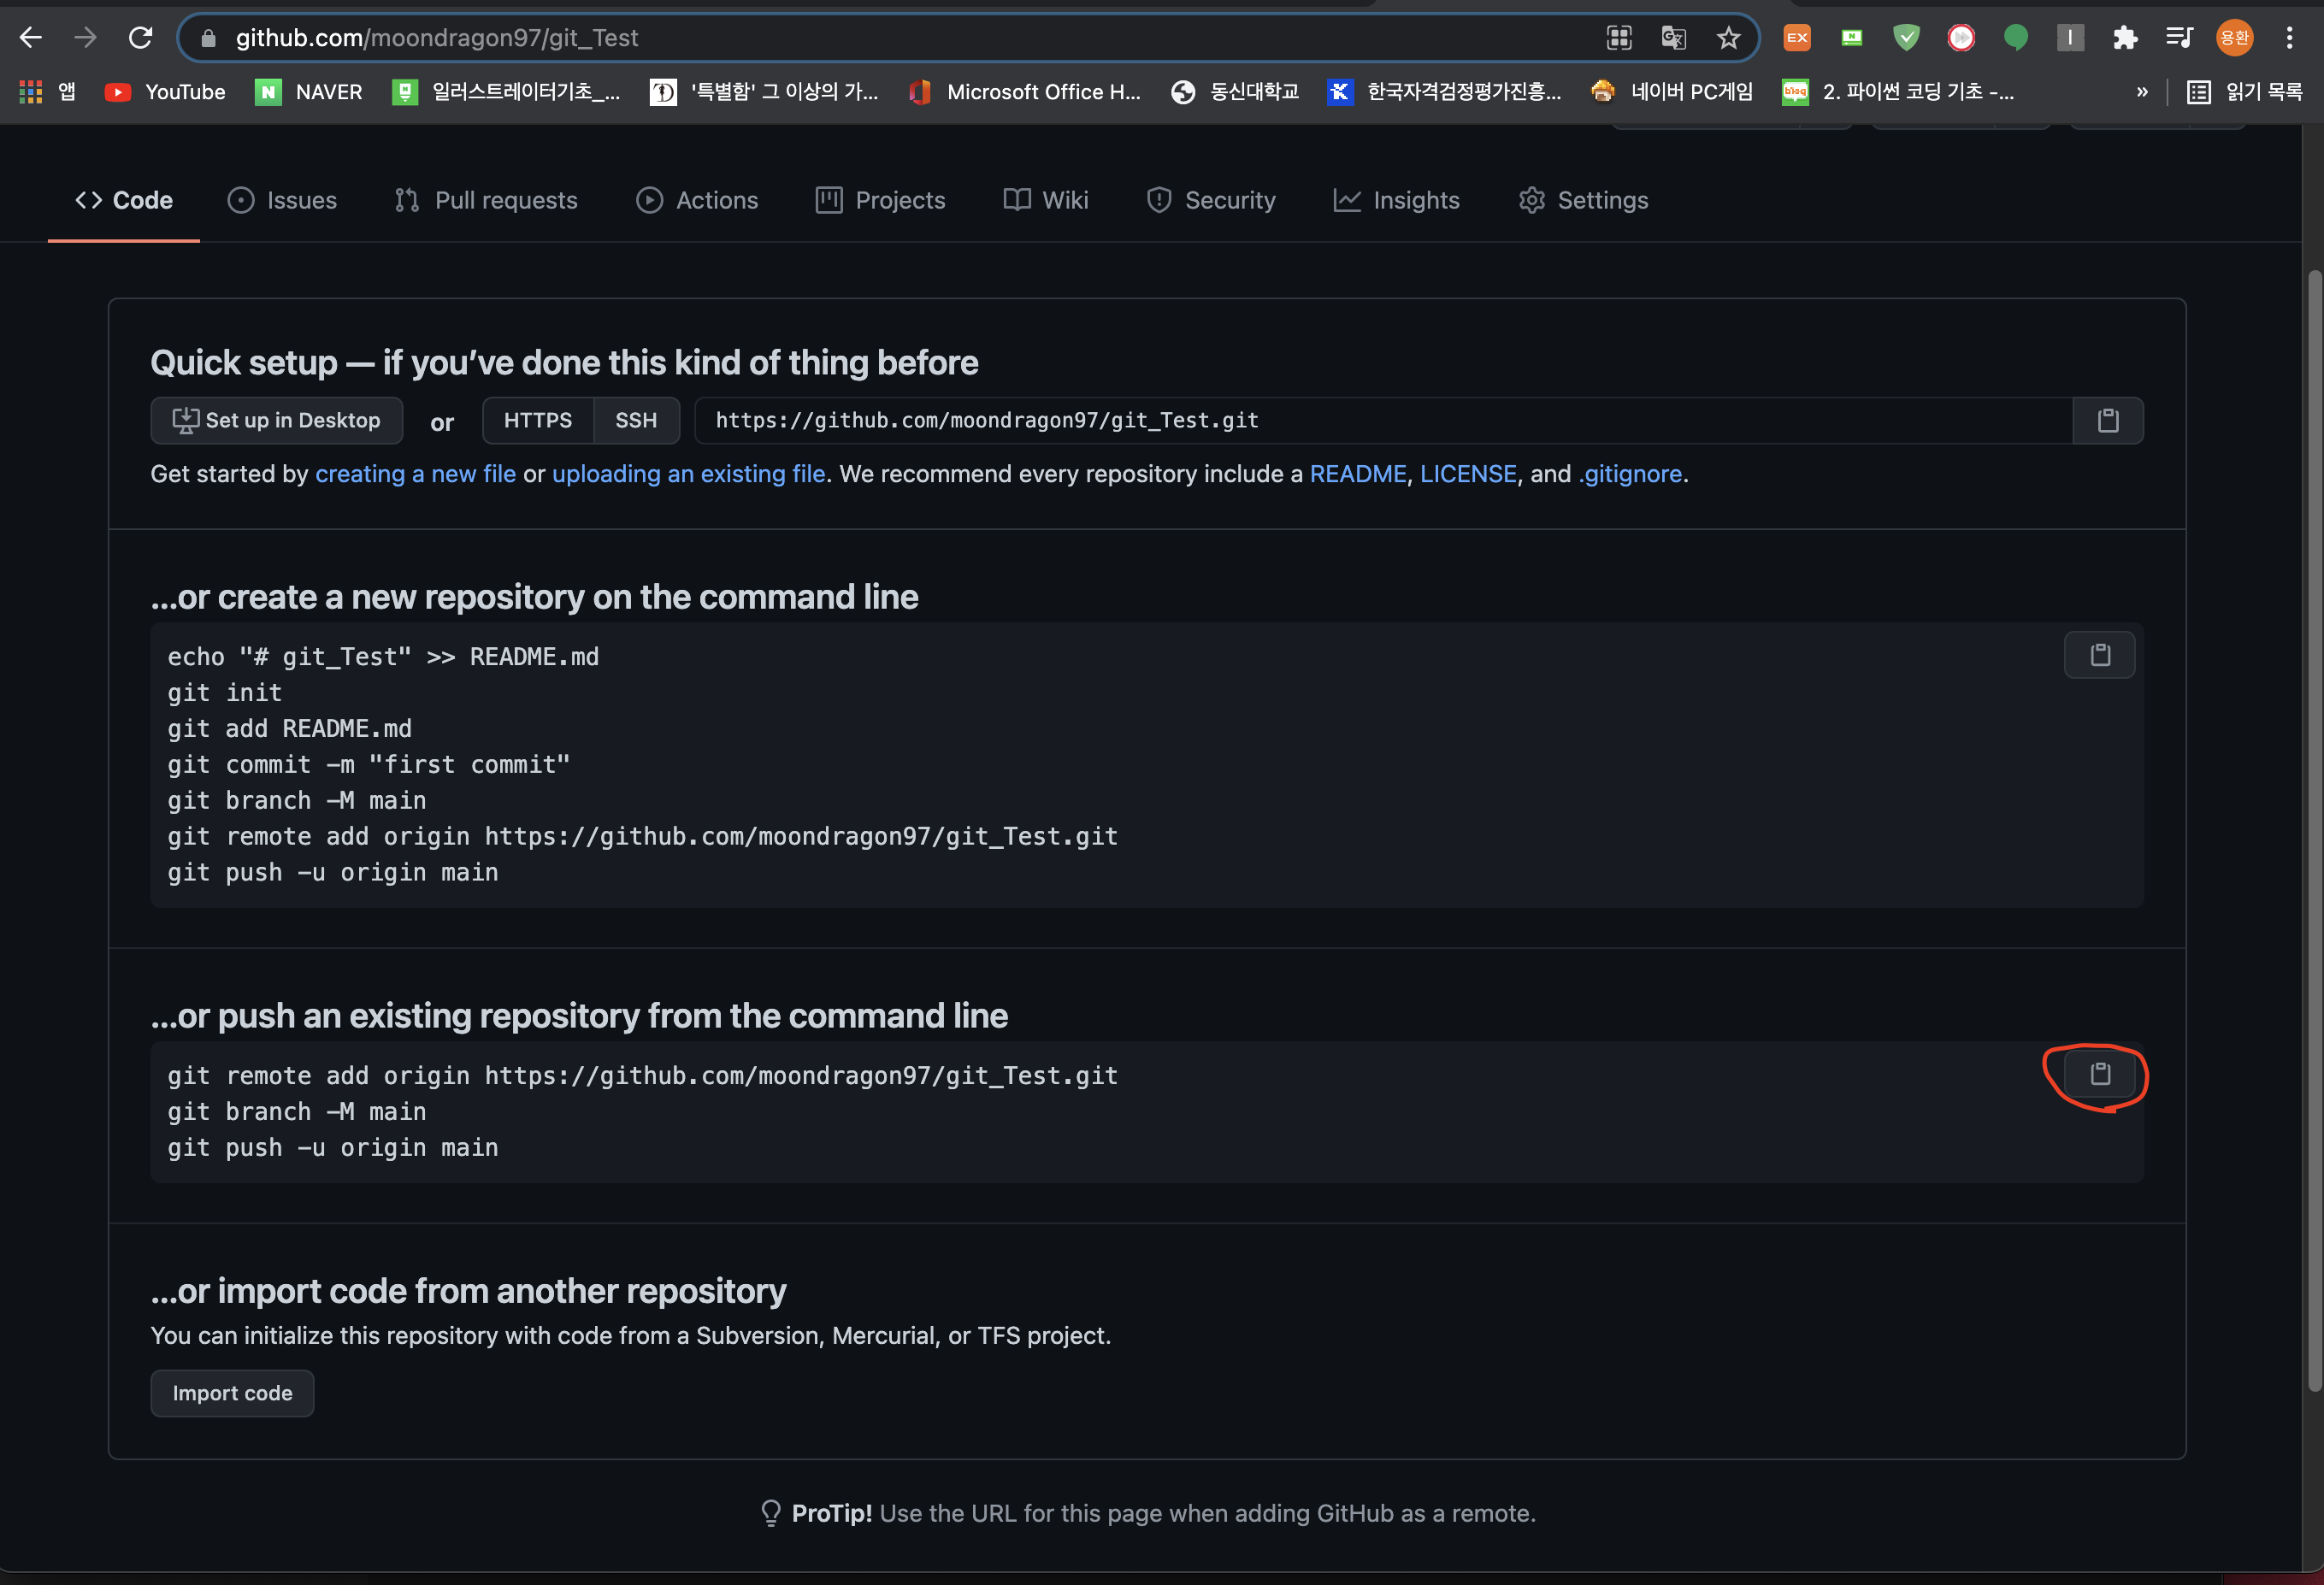 github.com/moondragon97/git_Test
EX
N
I
용환
앱
YouTube
N
NAVER
일러스트레이터기초_...
'특별함' 그 이상의 가...
Microsoft Office H...
동신대학교
K
한국자격검정평가진흥...
네이버 PC게임
blog
2. 파이썬 코딩 기초 -...
»
읽기 목록
Code
Issues
Pull requests
Actions
Projects
Wiki
Security
Insights
Settings
Quick setup — if you’ve done this kind of thing before
Set up in Desktop
or
HTTPS
SSH
https://github.com/moondragon97/git_Test.git
Get started by creating a new file or uploading an existing file. We recommend every repository include a README, LICENSE, and .gitignore.
…or create a new repository on the command line
echo "# git_Test" >> README.md
git init
git add README.md
git commit -m "first commit"
git branch -M main
git remote add origin https://github.com/moondragon97/git_Test.git
git push -u origin main
…or push an existing repository from the command line
git remote add origin https://github.com/moondragon97/git_Test.git
git branch -M main
git push -u origin main
…or import code from another repository
You can initialize this repository with code from a Subversion, Mercurial, or TFS project.
Import code
ProTip! Use the URL for this page when adding GitHub as a remote.